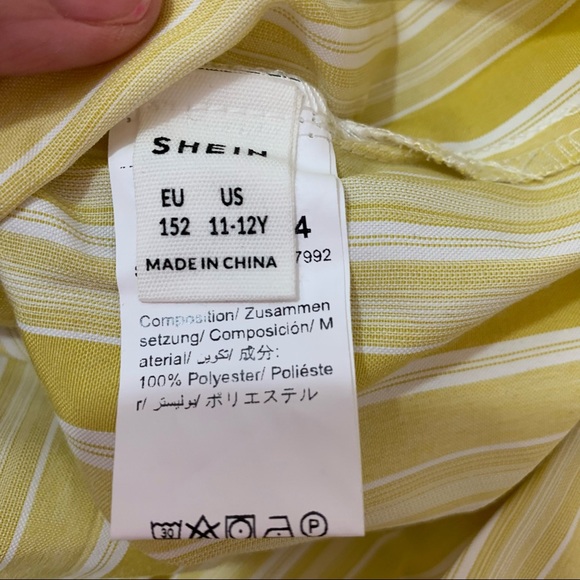 SHEIN
EU US
152 11-12Y
4
7992
MADE IN CHINA
Composition/ Zusammen
setzung/ Composición/ M
aterial/ تكوين/ 成分:
100% Polyester/ Poliéste
r/ بوليستر/ ポリエステル
30
P